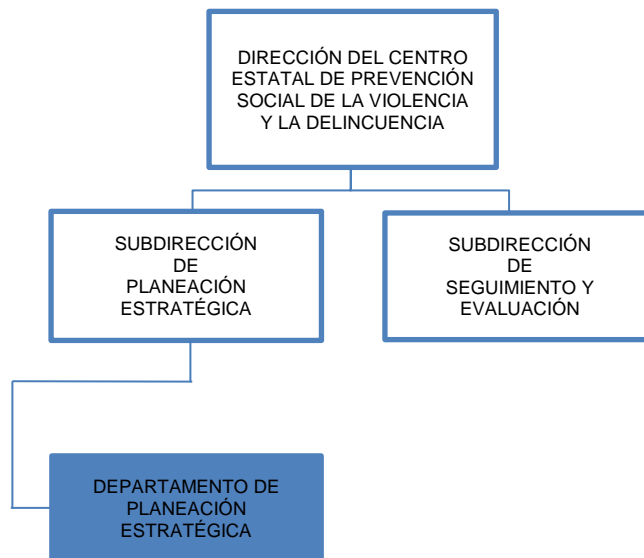 DIRECCIÓN DEL CENTRO
ESTATAL DE PREVENCIÓN
SOCIAL DE LA VIOLENCIA
Y LA DELINCUENCIA
SUBDIRECCIÓN
DE
PLANEACIÓN
ESTRATÉGICA
SUBDIRECCIÓN
DE
SEGUIMIENTO Y
EVALUACIÓN
DEPARTAMENTO DE
PLANEACIÓN
ESTRATÉGICA